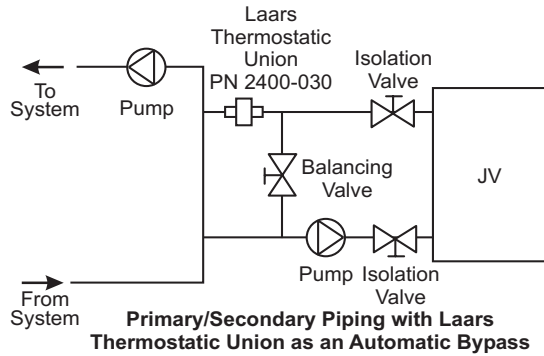 Laars
Thermostatic
Union
PN 2400-030
Isolation
Valve
To
System
Pump
Balancing
Valve
JV
From
System
Pump
Isolation
Valve
Primary/Secondary Piping with Laars
Thermostatic Union as an Automatic Bypass